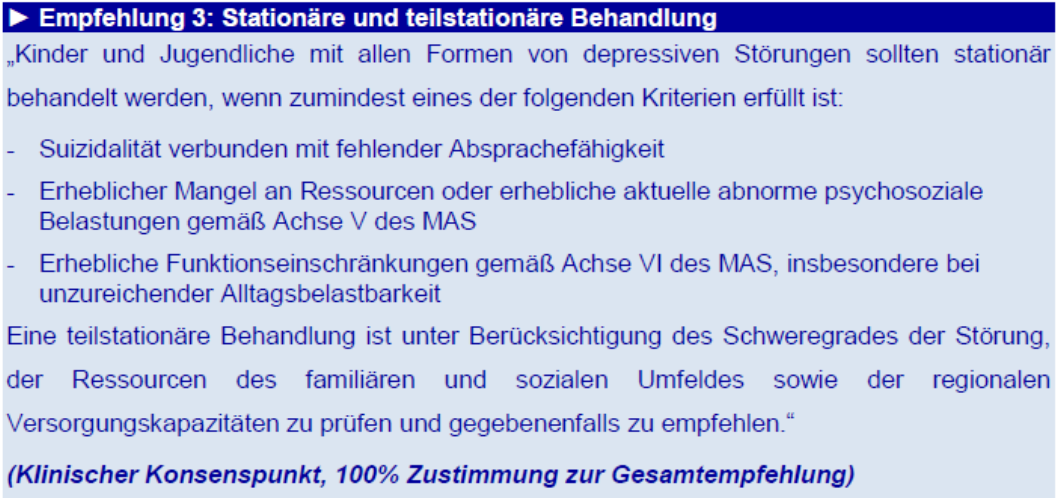 ► Empfehlung 3: Stationäre und teilstationäre Behandlung
„Kinder und Jugendliche mit allen Formen von depressiven Störungen sollten stationär
behandelt werden, wenn zumindest eines der folgenden Kriterien erfüllt ist:
- Suizidalität verbunden mit fehlender Absprachefähigkeit
- Erheblicher Mangel an Ressourcen oder erhebliche aktuelle abnorme psychosoziale
Belastungen gemäß Achse V des MAS
- Erhebliche Funktionseinschränkungen gemäß Achse VI des MAS, insbesondere bei
unzureichender Alltagsbelastbarkeit
Eine teilstationäre Behandlung ist unter Berücksichtigung des Schweregrades der Störung,
der Ressourcen des familiären und sozialen Umfeldes sowie der regionalen
Versorgungskapazitäten zu prüfen und gegebenenfalls zu empfehlen.“
(Klinischer Konsenspunkt, 100% Zustimmung zur Gesamtempfehlung)